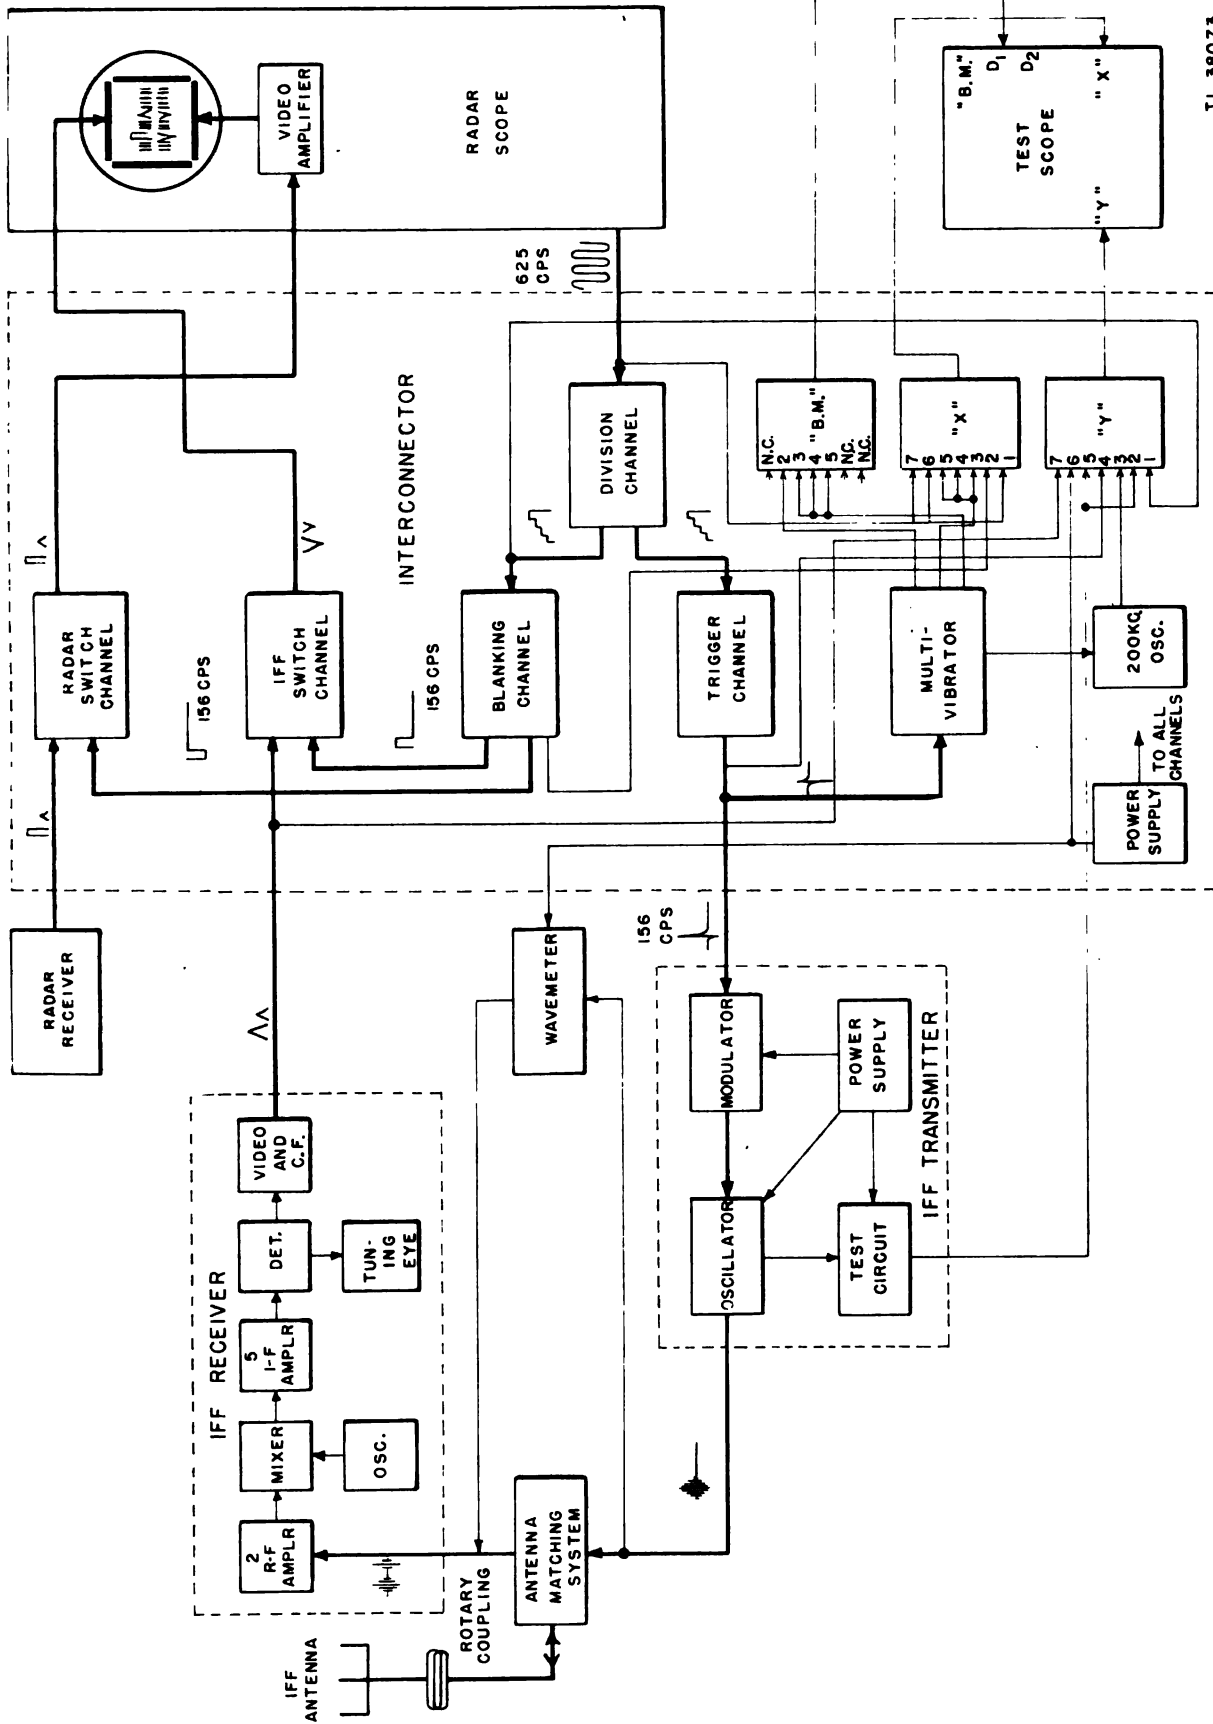 IFF
ANTENNA
ROTARY
COUPLING
ANTENNA
MATCHING
SYSTEM
IFF RECEIVER
2
R-F
AMPLR
MIXER
OSC.
5
I-F
AMPLR
DET.
TUN-
ING
EYE
VIDEO
AND
C.F.
RADAR
RECEIVER
WAVEMETER
OSCILLATOR
MODULATOR
TEST
CIRCUIT
POWER
SUPPLY
IFF TRANSMITTER
156
CPS
RADAR
SWITCH
CHANNEL
156 CPS
IFF
SWITCH
CHANNEL
156 CPS
BLANKING
CHANNEL
TRIGGER
CHANNEL
MULTI-
VIBRATOR
POWER
SUPPLY
TO ALL
CHANNELS
200KC
OSC.
INTERCONNECTOR
DIVISION
CHANNEL
625
CPS
N.C.
2
3
4
5
N.C.
N.C.
"B.M."
7
6
5
4
3
2
1
"X"
7
6
5
4
3
2
1
"Y"
VIDEO
AMPLIFIER
RADAR
SCOPE
"B.M."
D1
D2
"X"
"Y"
TEST
SCOPE
TL 38073